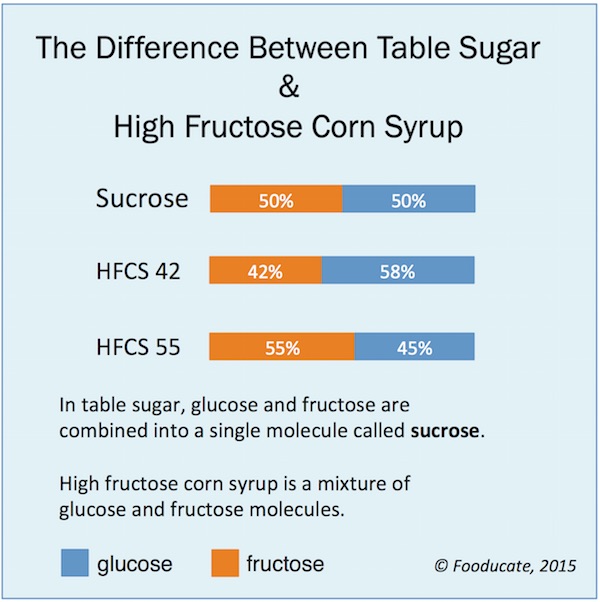 The Difference Between Table Sugar
&
High Fructose Corn Syrup
Sucrose 50% 50%
HFCS 42 42% 58%
HFCS 55 55% 45%
In table sugar, glucose and fructose are
combined into a single molecule called sucrose.
High fructose corn syrup is a mixture of
glucose and fructose molecules.
glucose fructose © Fooducate, 2015